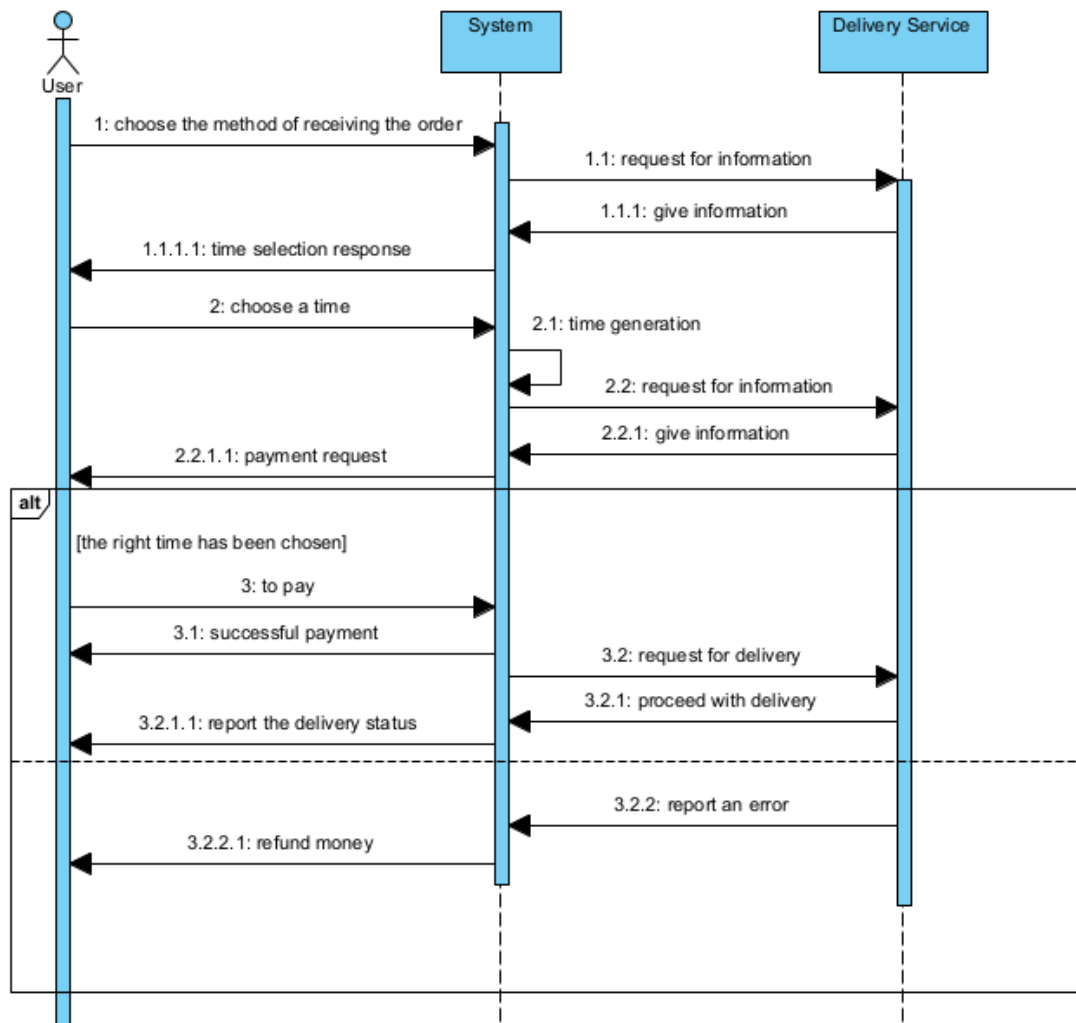 System
Delivery Service
User
1: choose the method of receiving the order
1.1: request for information
1.1.1: give information
1.1.1.1: time selection response
2: choose a time
2.1: time generation
2.2: request for information
2.2.1: give information
2.2.1.1: payment request
alt
[the right time has been chosen]
3: to pay
3.1: successful payment
3.2: request for delivery
3.2.1: proceed with delivery
3.2.1.1: report the delivery status
3.2.2: report an error
3.2.2.1: refund money